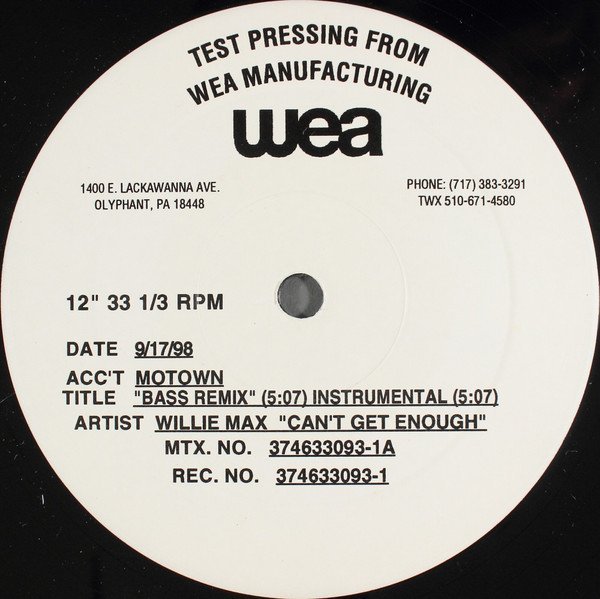 TEST PRESSING FROM
WEA MANUFACTURING
wea
1400 E. LACKAWANNA AVE.
OLYPHANT, PA 18448
PHONE: (717) 383-3291
TWX 510-671-4580
12" 33 1/3 RPM
DATE 9/17/98
ACC'T MOTOWN
TITLE "BASS REMIX" (5:07) INSTRUMENTAL (5:07)
ARTIST WILLIE MAX "CAN'T GET ENOUGH"
MTX. NO. 374633093-1A
REC. NO. 374633093-1